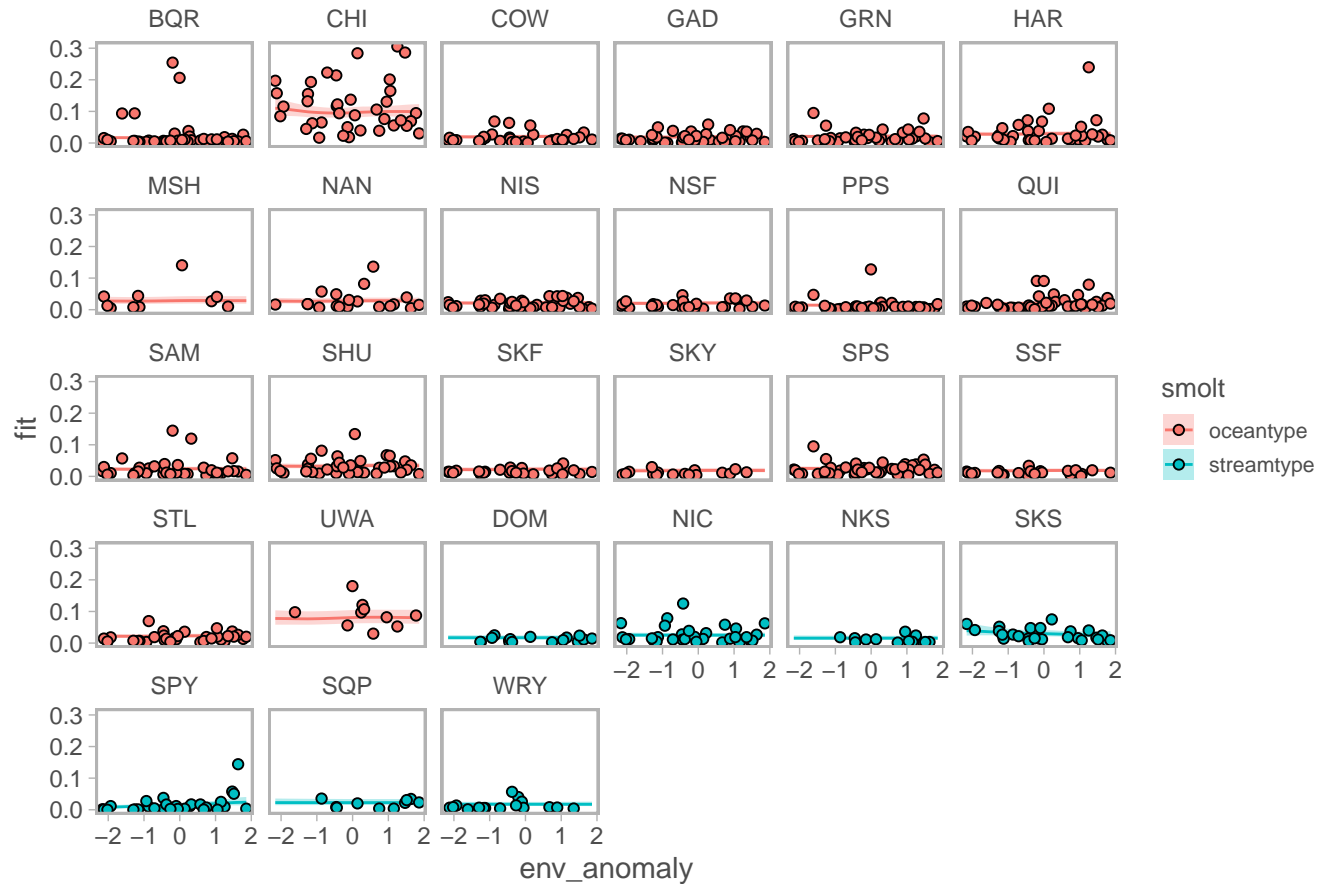 BQR CHI COW GAD GRN HAR
0.3
0.2
0.1
0.0
MSH NAN NIS NSF PPS QUI
0.3
0.2
0.1
0.0
SAM SHU SKF SKY SPS SSF
0.3
0.2
0.1
0.0
fit
smolt
oceantype
streamtype
STL UWA DOM NIC NKS SKS
0.3
0.2
0.1
0.0
−2 −1 0 1 2 −2 −1 0 1 2 −2 −1 0 1 2
SPY SQP WRY
0.3
0.2
0.1
0.0
−2 −1 0 1 2 −2 −1 0 1 2 −2 −1 0 1 2
env_anomaly